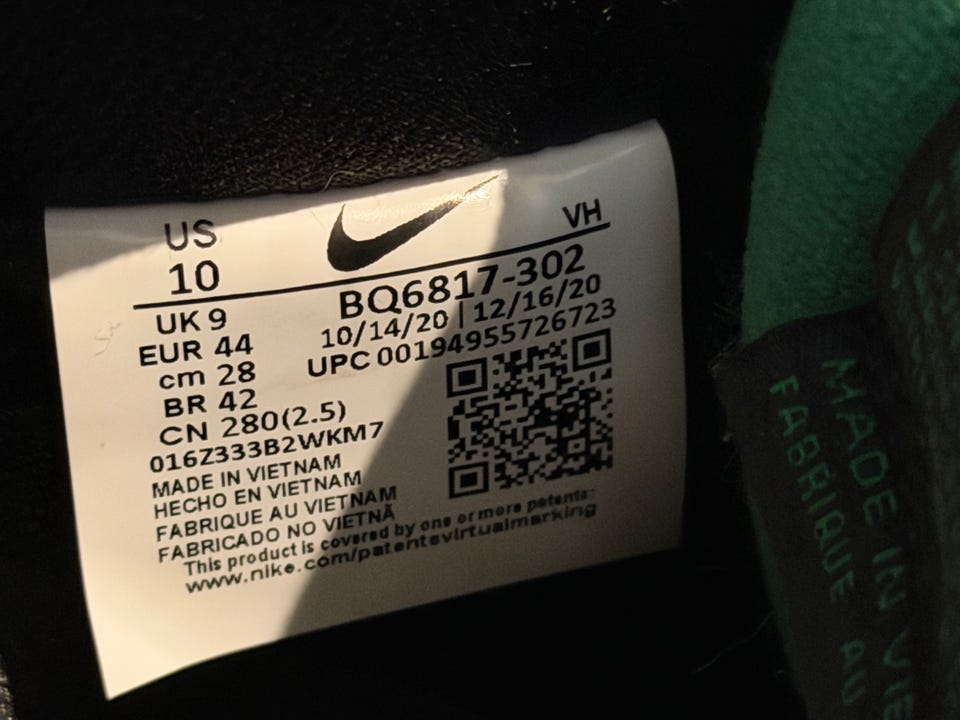 US
10
VH
UK 9
EUR 44
cm 28
BR 42
CN 280(2.5)
BQ6817-302
10/14/20 | 12/16/20
UPC 00194955726723
016Z333B2WKM7
MADE IN VIETNAM
HECHO EN VIETNAM
FABRIQUE AU VIETNAM
FABRICADO NO VIETNÃ
This product is covered by one or more patents:
www.nike.com/patentsvirtualmarking
MADE IN VIE
FABRIQUE AU